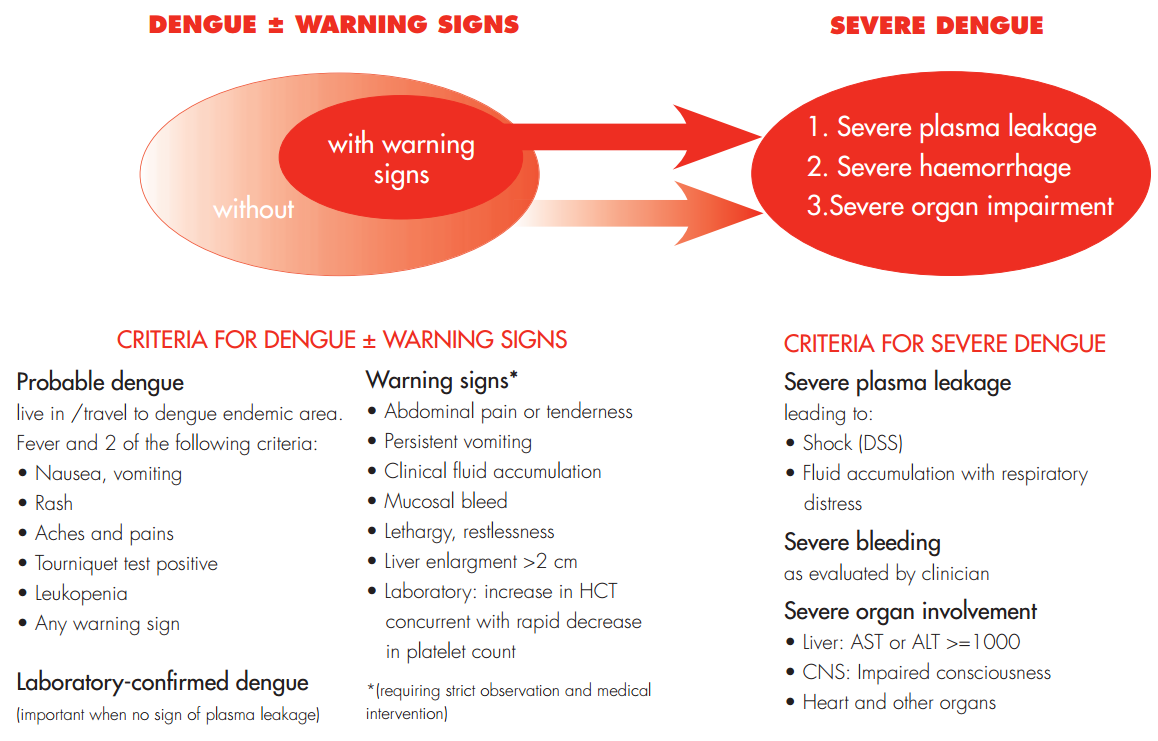 DENGUE ± WARNING SIGNS
SEVERE DENGUE
with warning
signs
without
1. Severe plasma leakage
2. Severe haemorrhage
3.Severe organ impairment
CRITERIA FOR DENGUE ± WARNING SIGNS
Probable dengue
live in /travel to dengue endemic area.
Fever and 2 of the following criteria:
• Nausea, vomiting
• Rash
• Aches and pains
• Tourniquet test positive
• Leukopenia
• Any warning sign
Laboratory-confirmed dengue
(important when no sign of plasma leakage)
Warning signs*
• Abdominal pain or tenderness
• Persistent vomiting
• Clinical fluid accumulation
• Mucosal bleed
• Lethargy, restlessness
• Liver enlargment >2 cm
• Laboratory: increase in HCT
concurrent with rapid decrease
in platelet count
*(requiring strict observation and medical
intervention)
CRITERIA FOR SEVERE DENGUE
Severe plasma leakage
leading to:
• Shock (DSS)
• Fluid accumulation with respiratory
distress
Severe bleeding
as evaluated by clinician
Severe organ involvement
• Liver: AST or ALT >=1000
• CNS: Impaired consciousness
• Heart and other organs